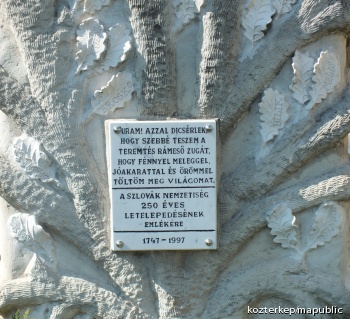 URAM! AZZAL DICSÉRLEK,
HOGY SZEBBÉ TESZEM A
TEREMTÉS RÁMESŐ ZUGÁT,
HOGY FÉNNYEL MELEGGEL,
JÓAKARATTAL ÉS ÖRÖMMEL
TÖLTÖM MEG VILÁGOMAT.
A SZLOVÁK NEMZETISÉG
250 ÉVES
LETELEPEDÉSÉNEK
EMLÉKÉRE
1747-1997
kozterkep/mapublic